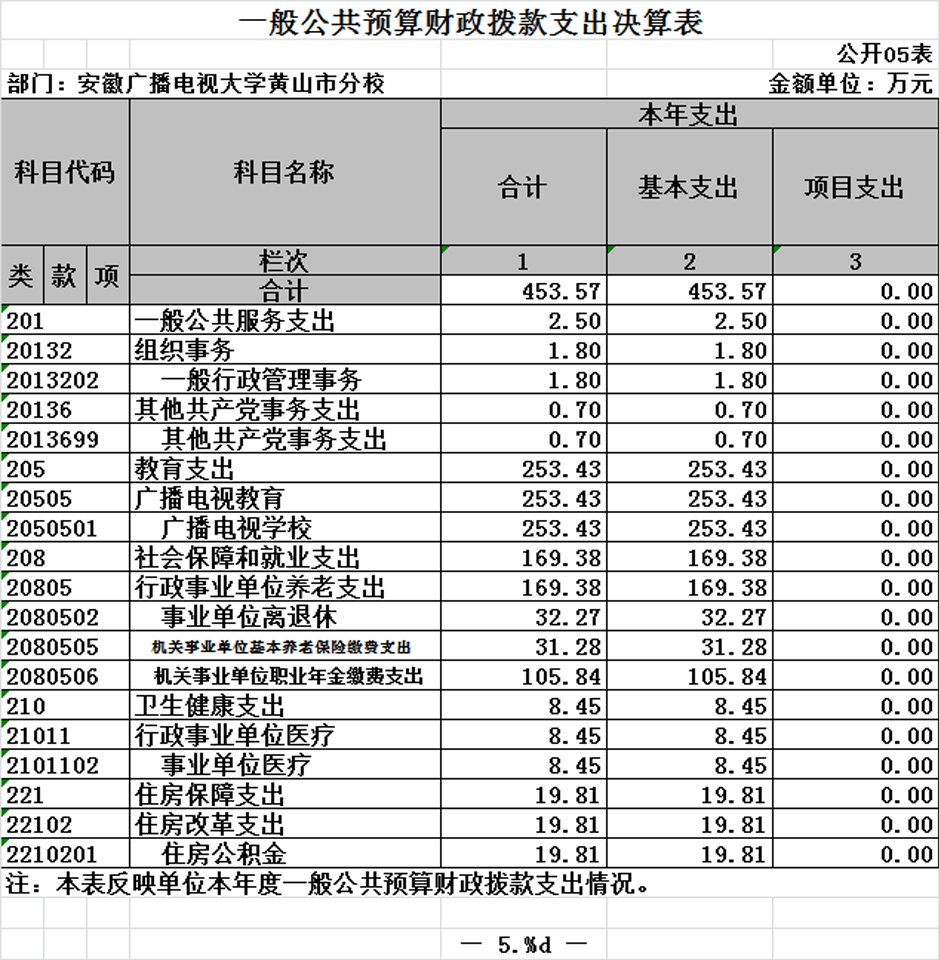 一般公共预算财政拨款支出决算表
公开05表
部门：安徽广播电视大学黄山市分校 金额单位：万元
科目代码 科目名称 本年支出
合计 基本支出 项目支出
类 款 项 栏次 1 2 3
合计 453.57 453.57 0.00
201 一般公共服务支出 2.50 2.50 0.00
20132 组织事务 1.80 1.80 0.00
2013202 一般行政管理事务 1.80 1.80 0.00
20136 其他共产党事务支出 0.70 0.70 0.00
2013699 其他共产党事务支出 0.70 0.70 0.00
205 教育支出 253.43 253.43 0.00
20505 广播电视教育 253.43 253.43 0.00
2050501 广播电视学校 253.43 253.43 0.00
208 社会保障和就业支出 169.38 169.38 0.00
20805 行政事业单位养老支出 169.38 169.38 0.00
2080502 事业单位离退休 32.27 32.27 0.00
2080505 机关事业单位基本养老保险缴费支出 31.28 31.28 0.00
2080506 机关事业单位职业年金缴费支出 105.84 105.84 0.00
210 卫生健康支出 8.45 8.45 0.00
21011 行政事业单位医疗 8.45 8.45 0.00
2101102 事业单位医疗 8.45 8.45 0.00
221 住房保障支出 19.81 19.81 0.00
22102 住房改革支出 19.81 19.81 0.00
2210201 住房公积金 19.81 19.81 0.00
注：本表反映单位本年度一般公共预算财政拨款支出情况。
— 5.%d —